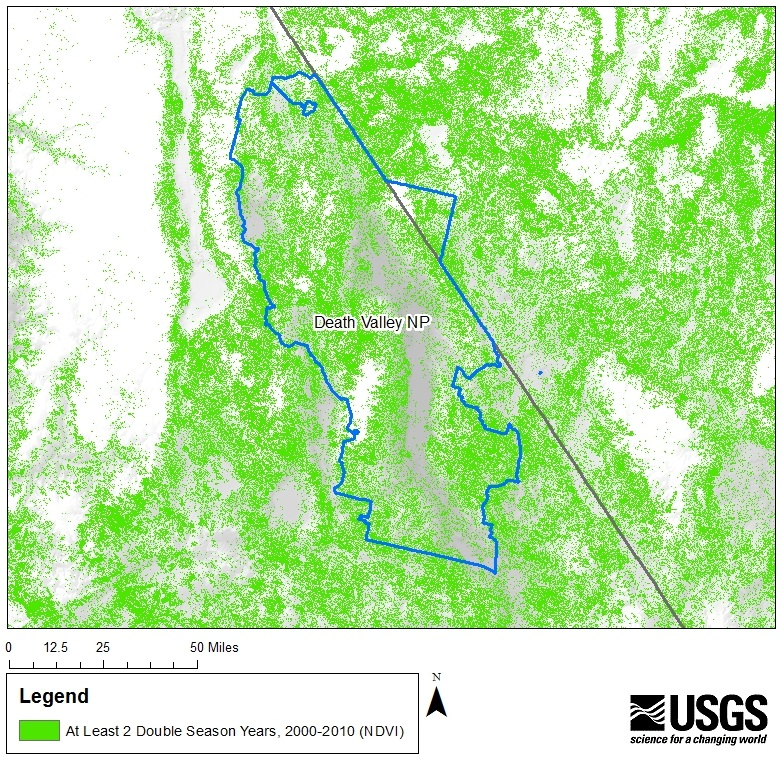 Death Valley NP
0 12.5 25 50 Miles
N
Legend
At Least 2 Double Season Years, 2000-2010 (NDVI)
USGS
science for a changing world